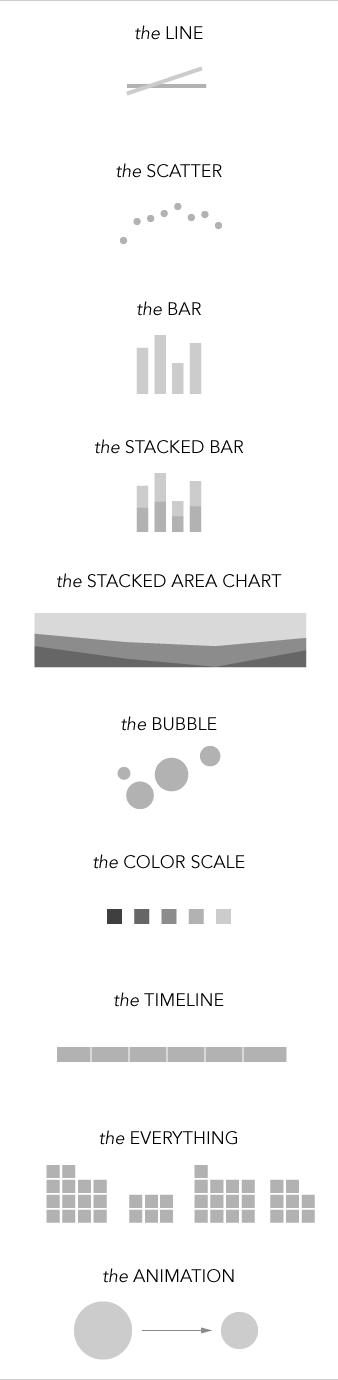 the LINE
the SCATTER
the BAR
the STACKED BAR
the STACKED AREA CHART
the BUBBLE
the COLOR SCALE
the TIMELINE
the EVERYTHING
the ANIMATION